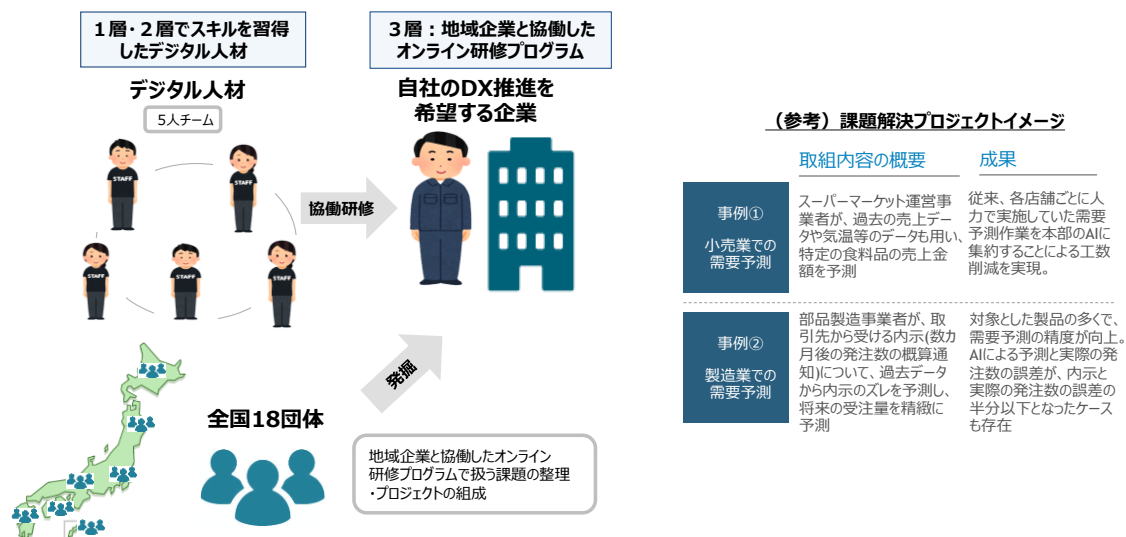 １層・２層でスキルを習得
したデジタル人材
デジタル人材
5人チーム
STAFF
STAFF
STAFF
STAFF
STAFF
協働研修
３層：地域企業と協働した
オンライン研修プログラム
自社のDX推進を
希望する企業
発掘
全国18団体
地域企業と協働したオンライン
研修プログラムで扱う課題の整理
・プロジェクトの組成
（参考）課題解決プロジェクトイメージ
取組内容の概要
成果
事例①
小売業での
需要予測
スーパーマーケット運営事
業者が、過去の売上デー
タや気温等のデータも用い、
特定の食料品の売上金
額を予測
従来、各店舗ごとに人
力で実施していた需要
予測作業を本部のAIに
集約することによる工数
削減を実現。
事例②
製造業での
需要予測
部品製造事業者が、取
引先から受ける内示(数カ
月後の発注数の概算通
知)について、過去データ
から内示のズレを予測し、
将来の受注量を精緻に
予測
対象とした製品の多くで、
需要予測の精度が向上。
AIによる予測と実際の発
注数の誤差が、内示と
実際の発注数の誤差の
半分以下となったケース
も存在